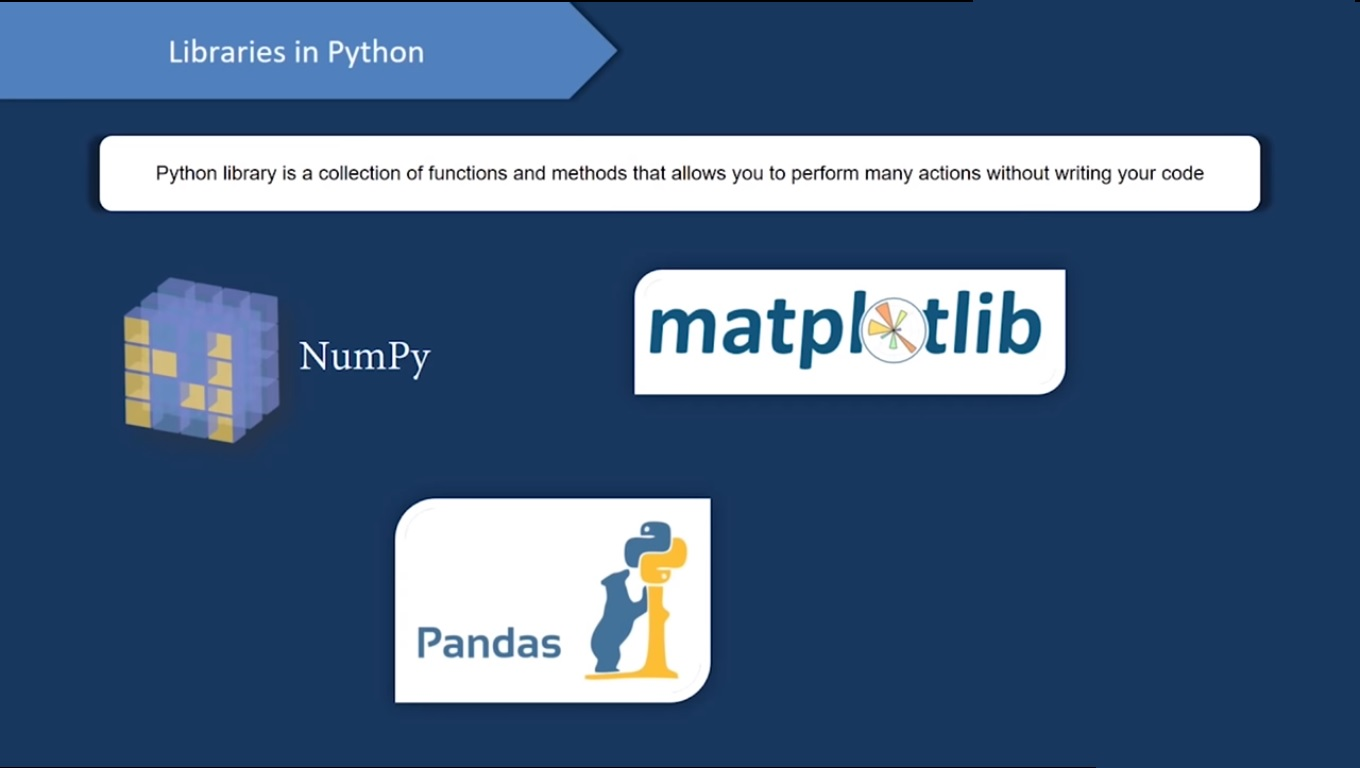 Libraries in Python
Python library is a collection of functions and methods that allows you to perform many actions without writing your code
NumPy
matplotlib
Pandas